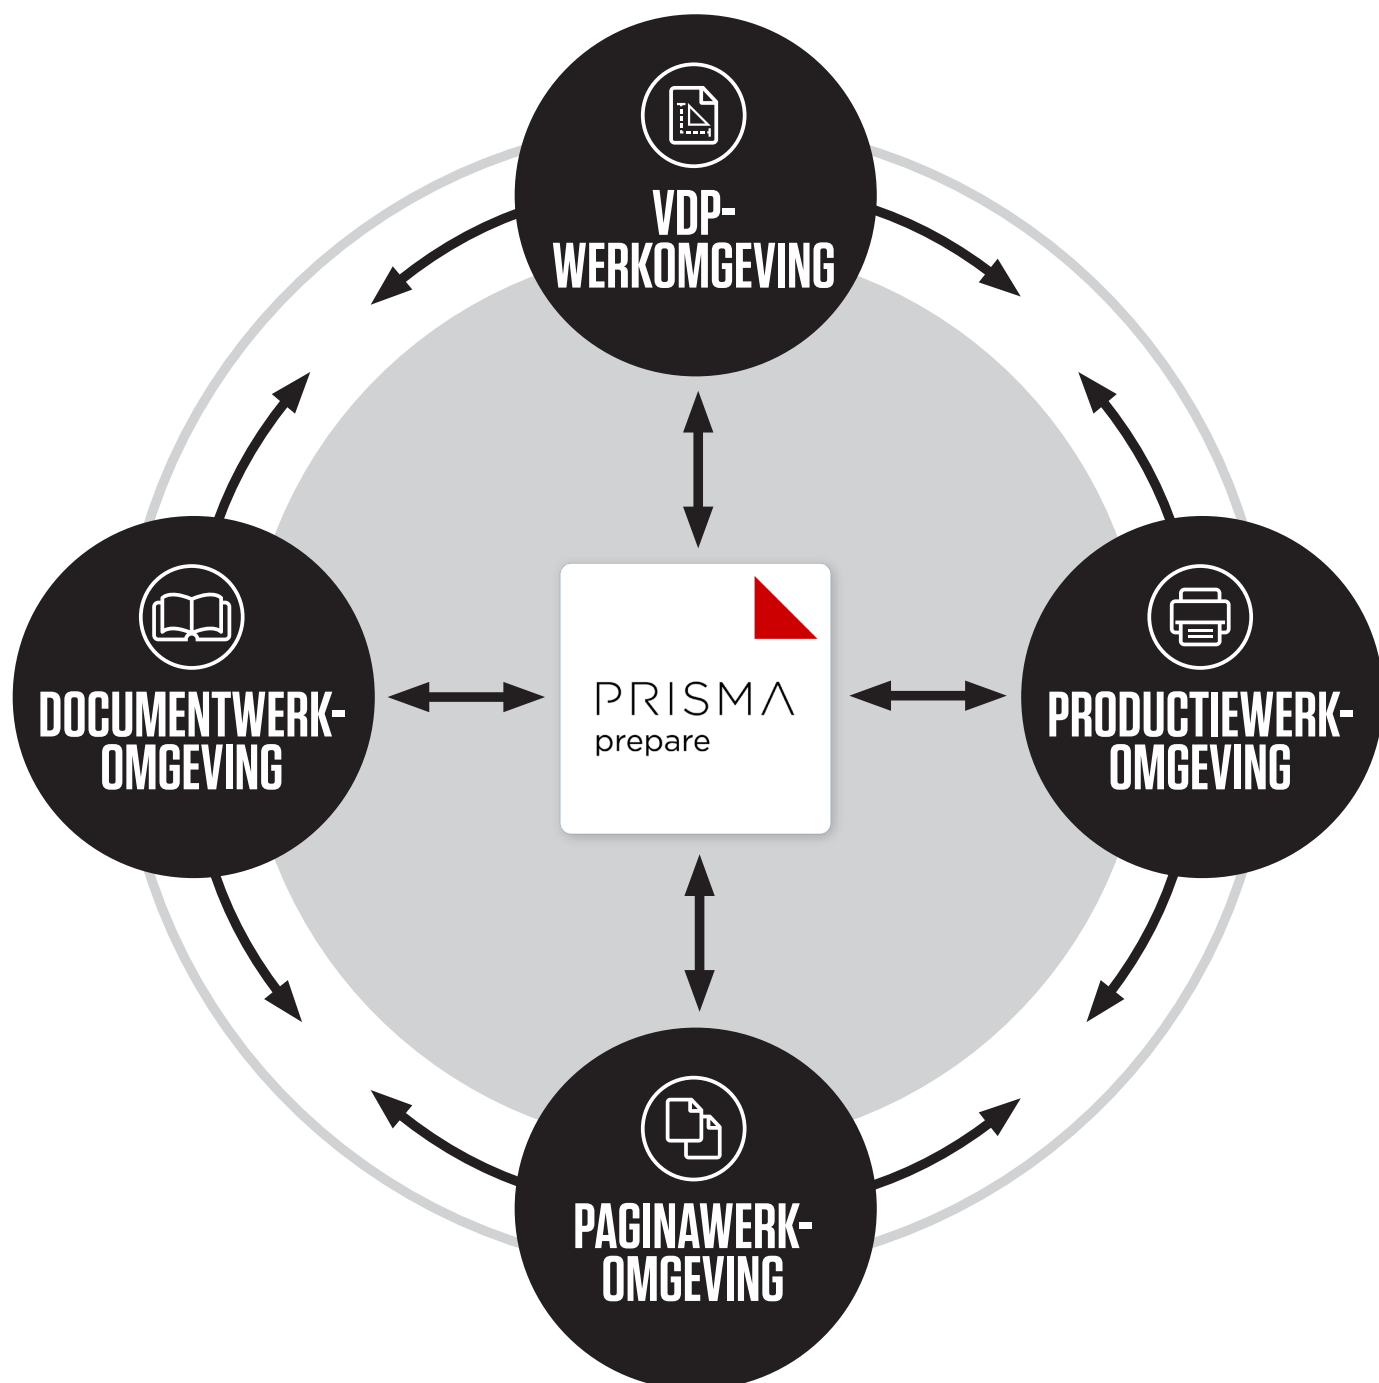 VDP-
WERKOMGEVING
DOCUMENTWERK-
OMGEVING
PRISMA
prepare
PRODUCTIEWERK-
OMGEVING
PAGINAWERK-
OMGEVING